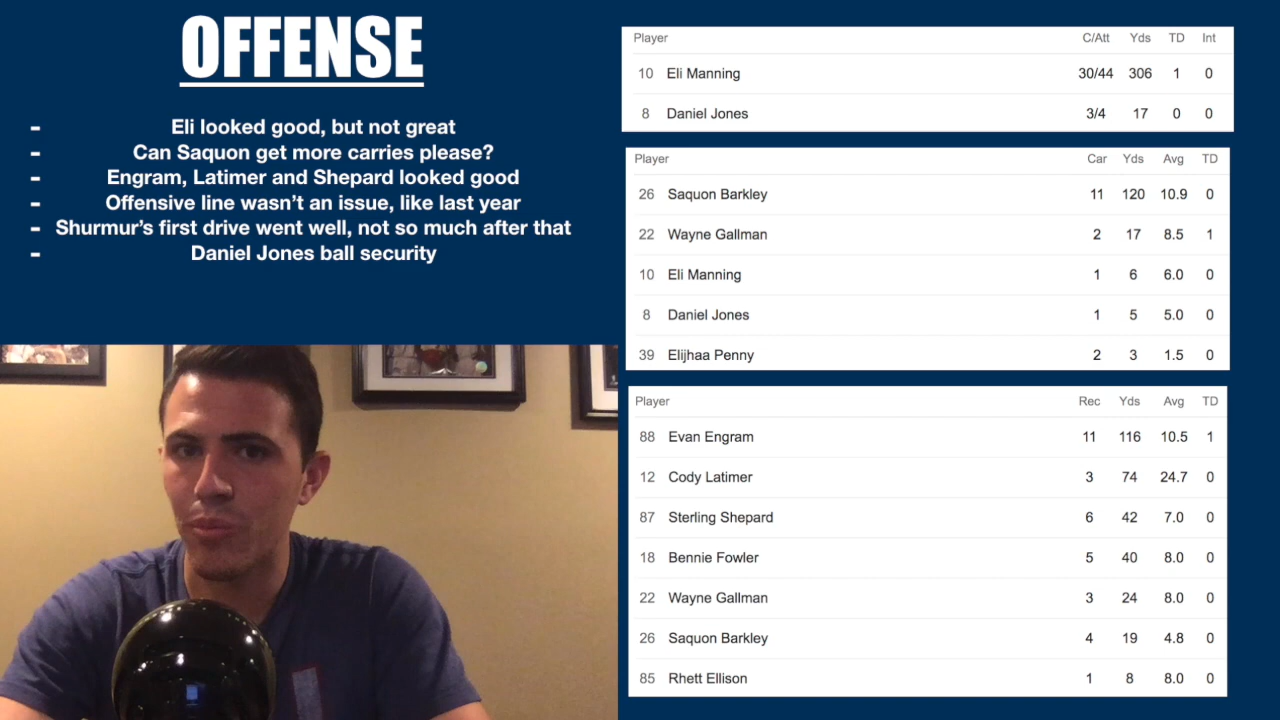 OFFENSE
- Eli looked good, but not great
- Can Saquon get more carries please?
- Engram, Latimer and Shepard looked good
- Offensive line wasn't an issue, like last year
- Shurmur's first drive went well, not so much after that
- Daniel Jones ball security
Player C/Att Yds TD Int
10 Eli Manning 30/44 306 1 0
8 Daniel Jones 3/4 17 0 0
Player Car Yds Avg TD
26 Saquon Barkley 11 120 10.9 0
22 Wayne Gallman 2 17 8.5 1
10 Eli Manning 1 6 6.0 0
8 Daniel Jones 1 5 5.0 0
39 Elijhaa Penny 2 3 1.5 0
Player Rec Yds Avg TD
88 Evan Engram 11 116 10.5 1
12 Cody Latimer 3 74 24.7 0
87 Sterling Shepard 6 42 7.0 0
18 Bennie Fowler 5 40 8.0 0
22 Wayne Gallman 3 24 8.0 0
26 Saquon Barkley 4 19 4.8 0
85 Rhett Ellison 1 8 8.0 0